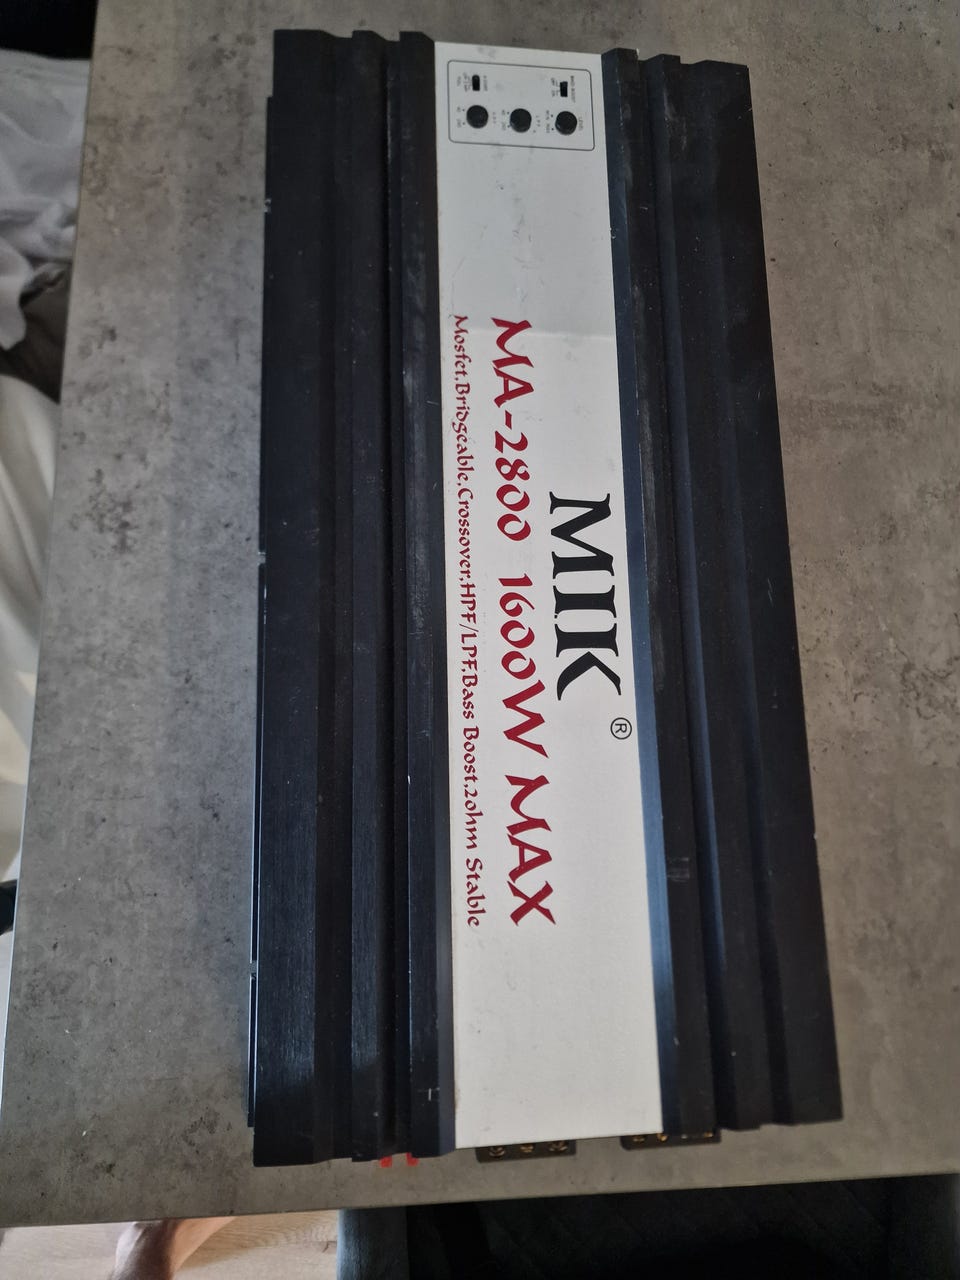 MIK ®
MA-2800 1600W MAX
Mosfet,Bridgeable,Crossover,HPF/LPF,Bass Boost,2ohm Stable